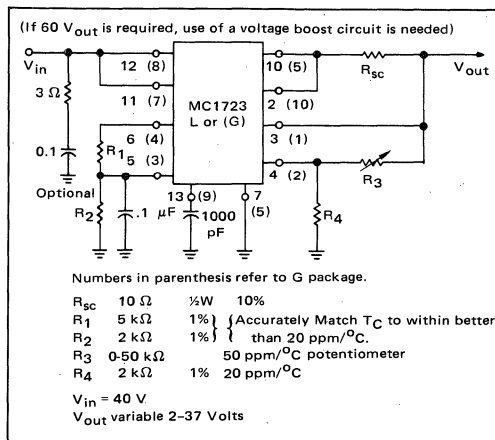 (If 60 Vout is required, use of a voltage boost circuit is needed)
Vin
12 (8)
10 (5)
Rsc
Vout
3 Ω
11 (7)
2 (10)
MC1723
L or (G)
6 (4)
3 (1)
0.1
R1
5 (3)
4 (2)
R3
Optional
13 (9)
7
(5)
R2
.1 µF
1000
pF
R4
Numbers in parenthesis refer to G package.
Rsc 10 Ω ½W 10%
R1 5 kΩ 1% } { Accurately Match TC to within better
R2 2 kΩ 1% } { than 20 ppm/°C.
R3 0-50 kΩ 50 ppm/°C potentiometer
R4 2 kΩ 1% 20 ppm/°C
Vin = 40 V
Vout variable 2-37 Volts